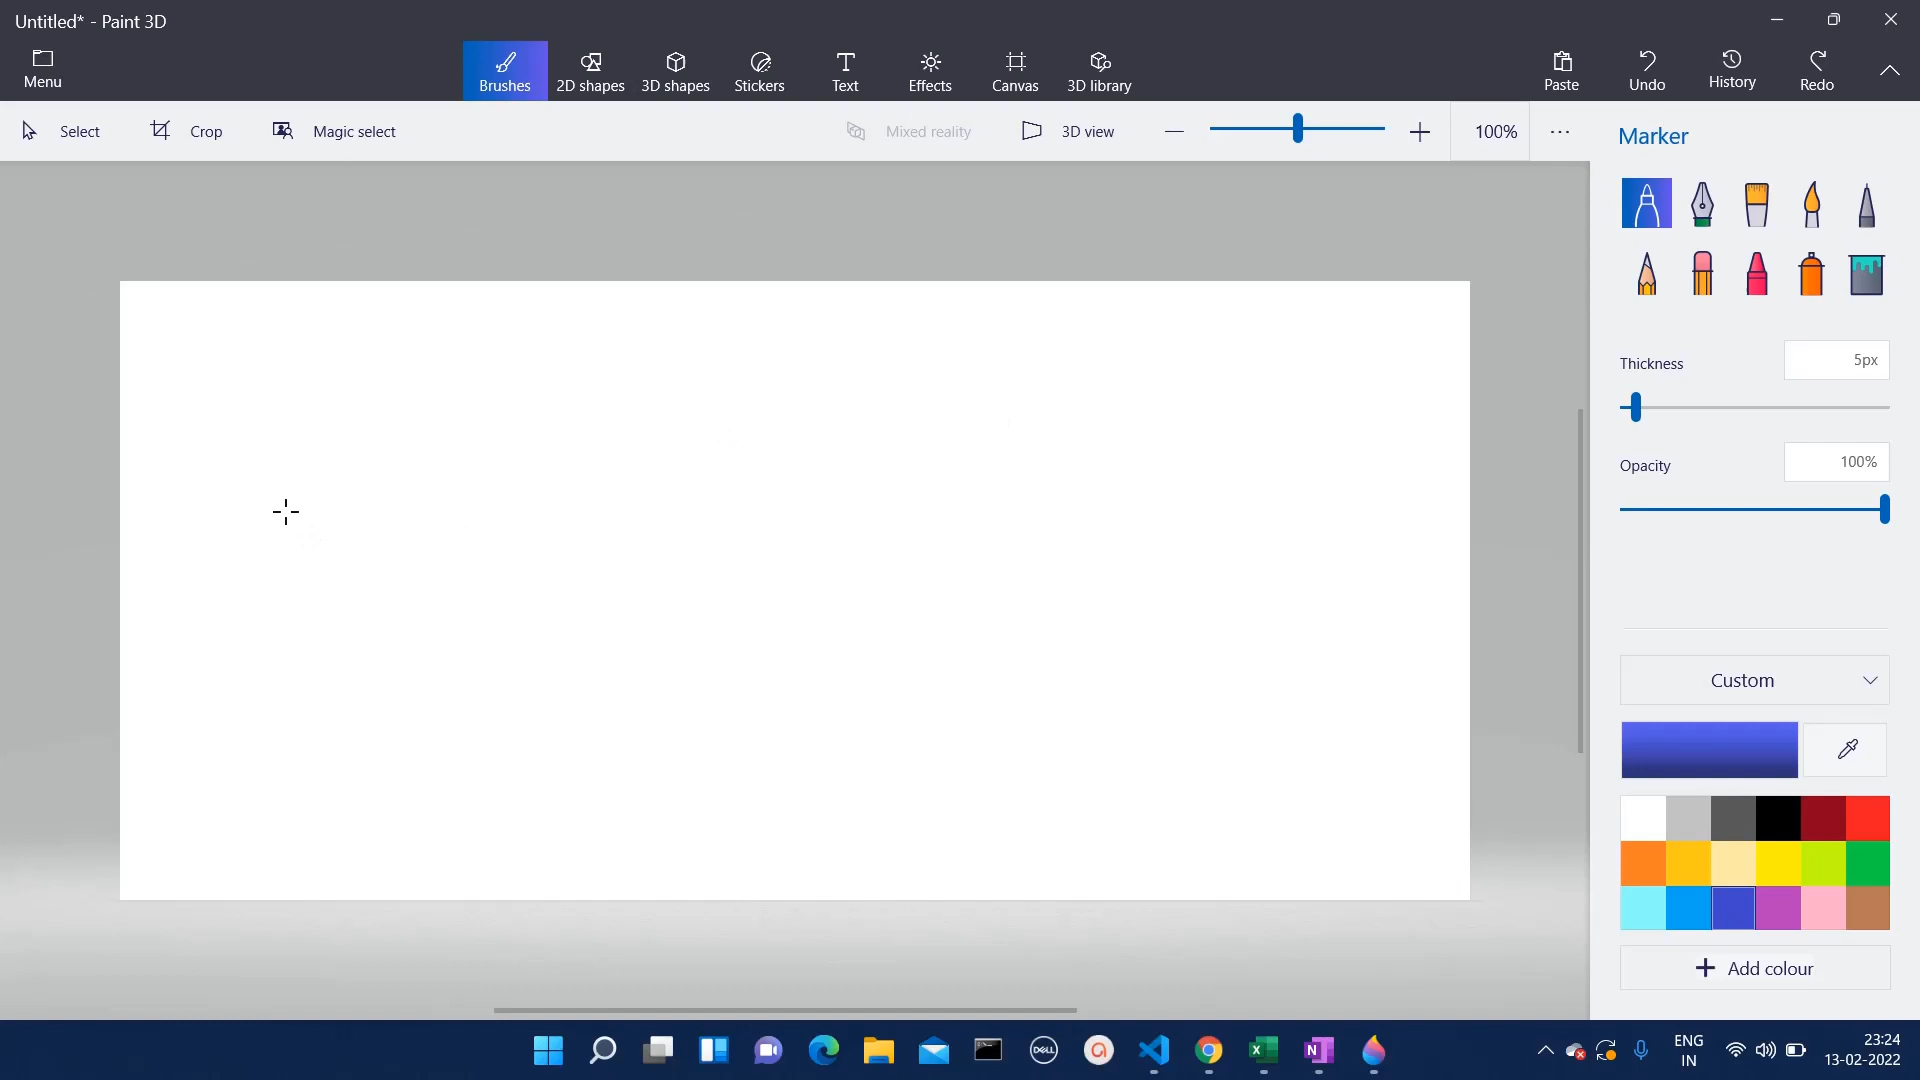 Untitled* - Paint 3D
Menu
Brushes
2D shapes
3D shapes
Stickers
Text
Effects
Canvas
3D library
Paste
Undo
History
Redo
Select
Crop
Magic select
Mixed reality
3D view
100%
Marker
Thickness
5px
Opacity
100%
Custom
Add colour
DELL
ENG
IN
23:24
13-02-2022